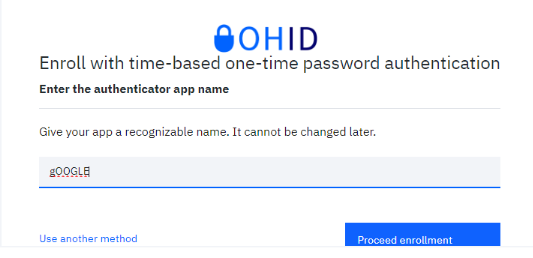 OHID
Enroll with time-based one-time password authentication
Enter the authenticator app name
Give your app a recognizable name. It cannot be changed later.
gOOGLE
Use another method
Proceed enrollment